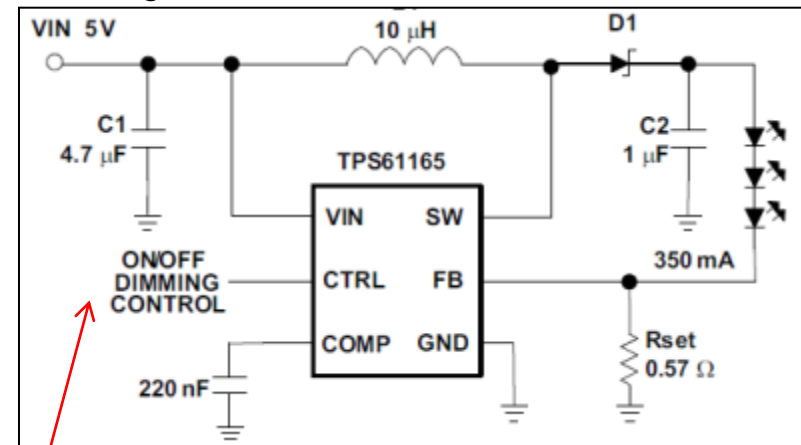 VIN 5V
10 µH
D1
C1
4.7 µF
C2
1 µF
TPS61165
VIN
SW
ON/OFF
DIMMING
CONTROL
CTRL
FB
350 mA
COMP
GND
220 nF
Rset
0.57 Ω